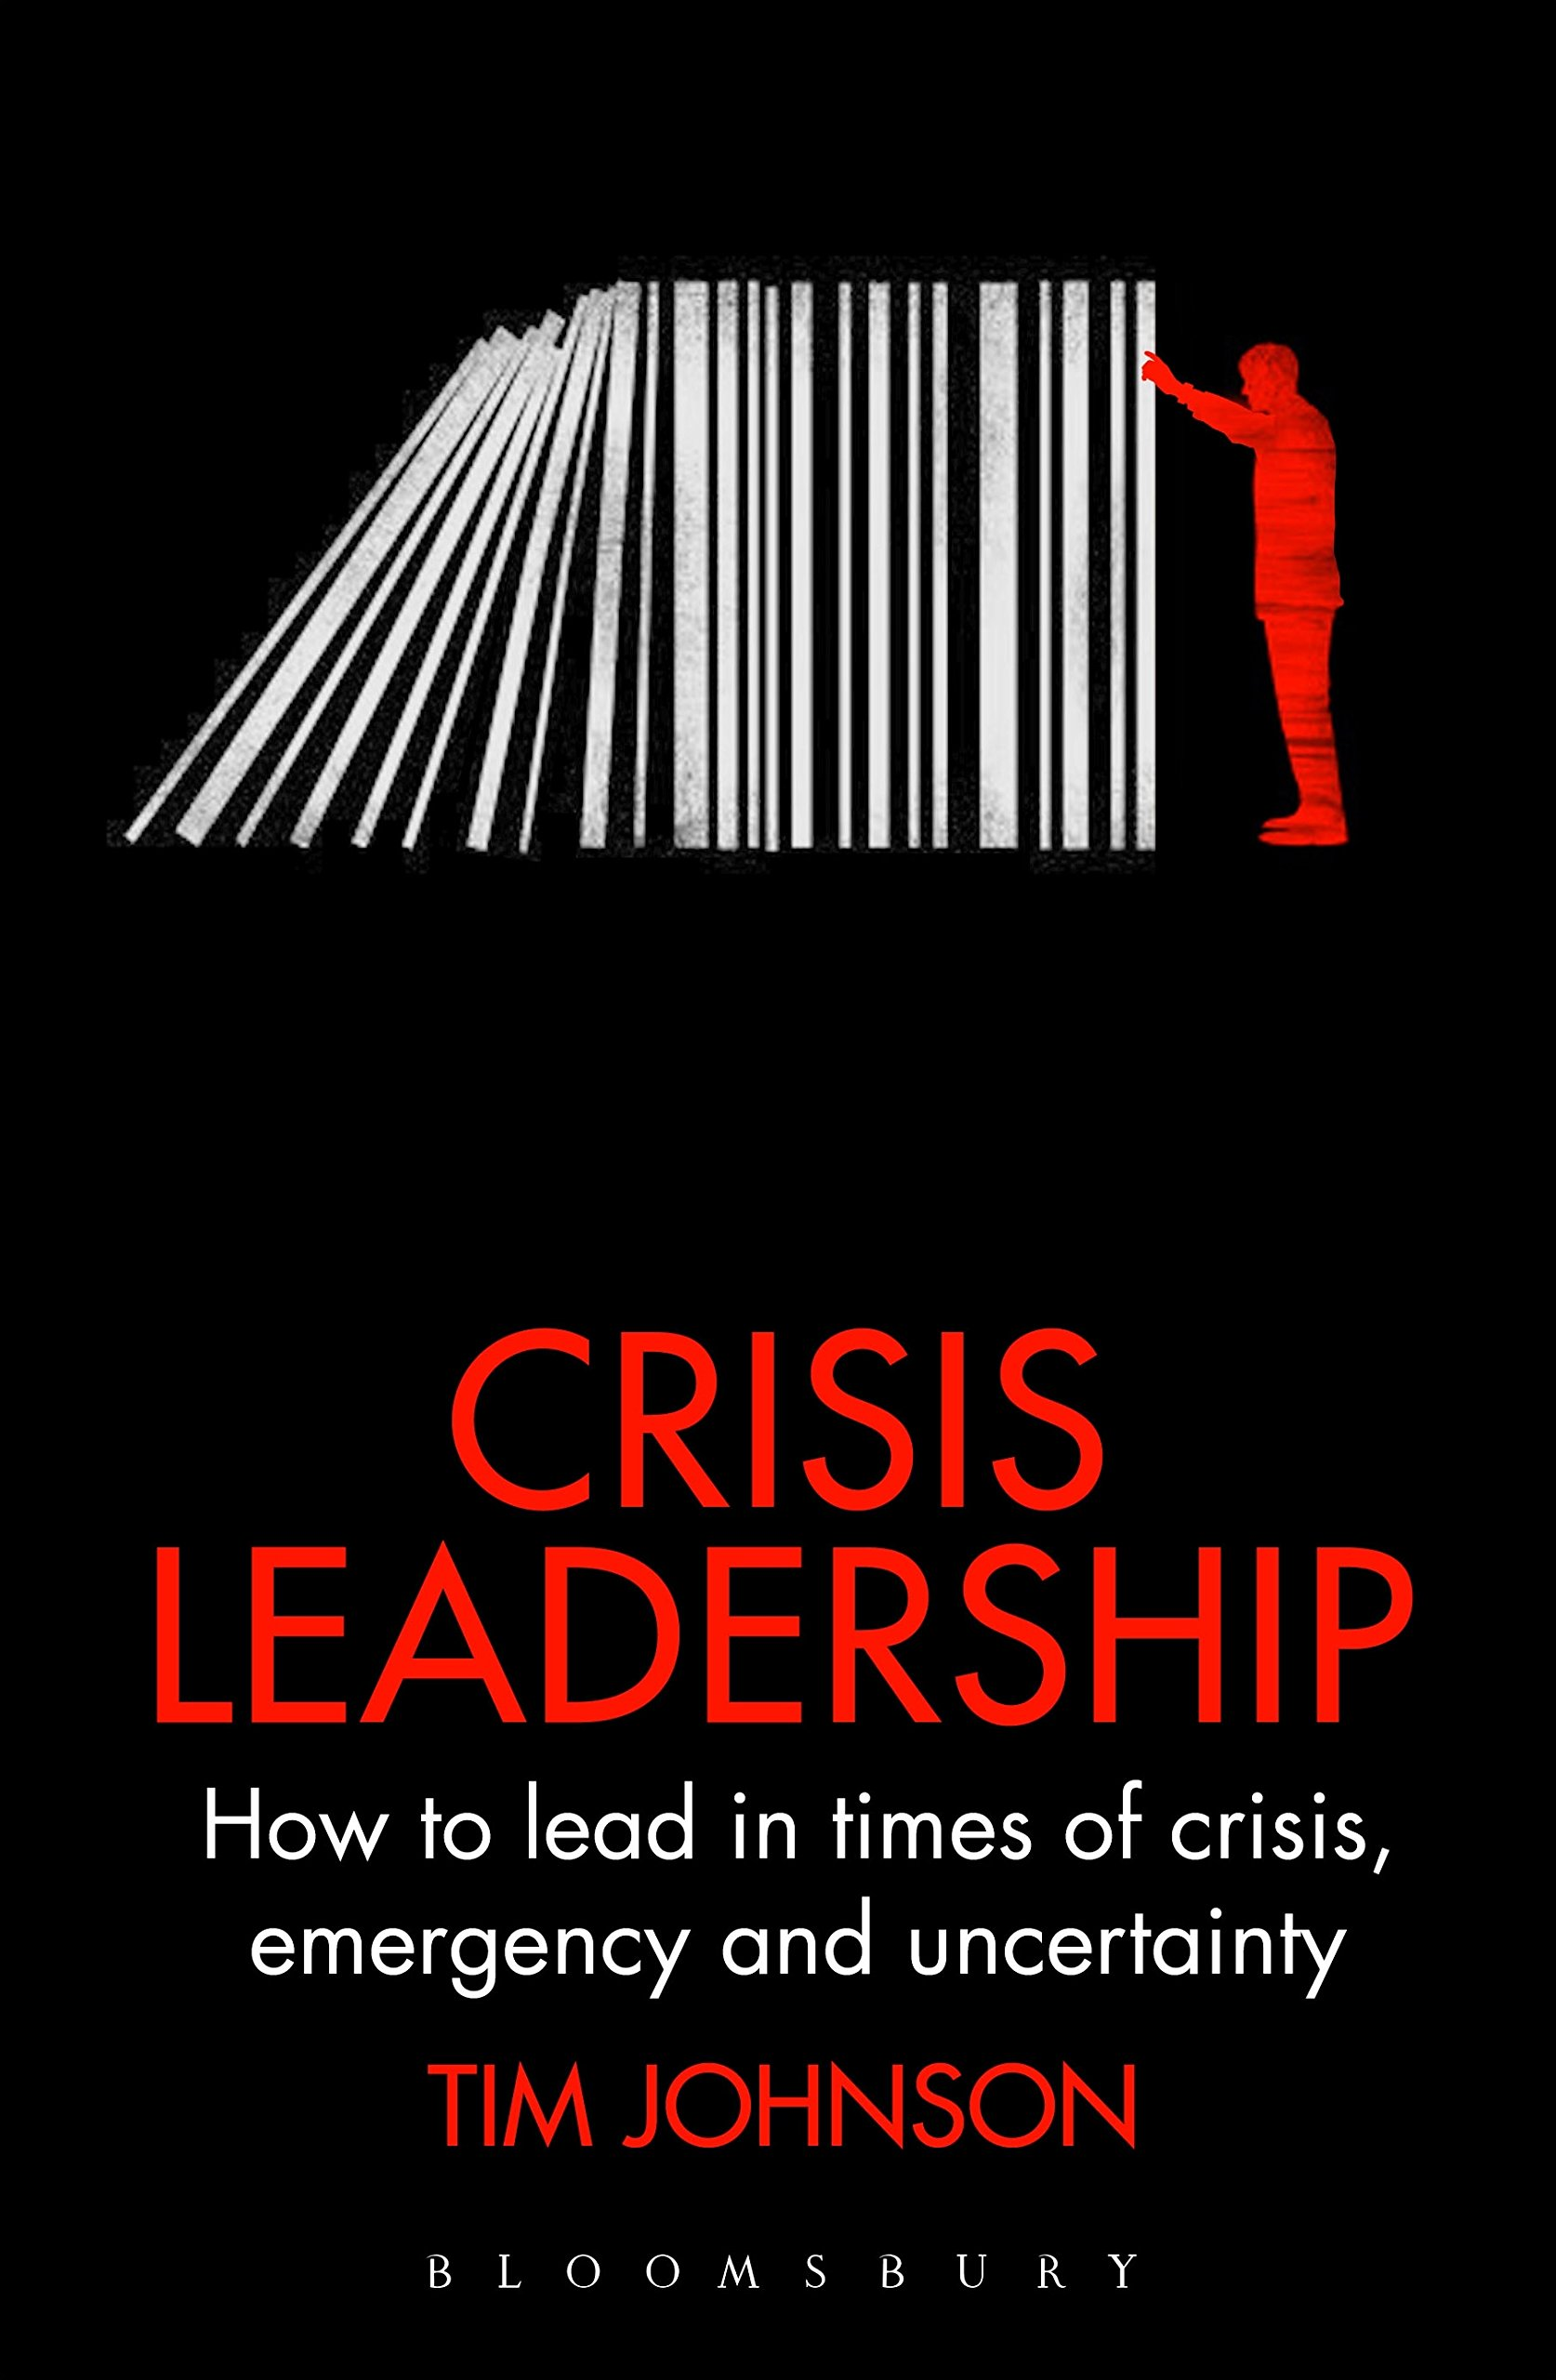 CRISIS
LEADERSHIP
How to lead in times of crisis,
emergency and uncertainty
TIM JOHNSON
BLOOMSBURY